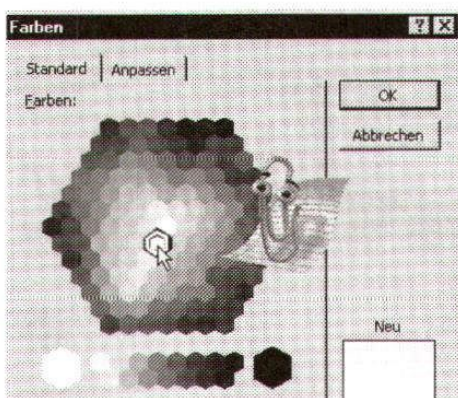 Farben
Standard Anpassen
Farben:
OK
Abbrechen
Neu